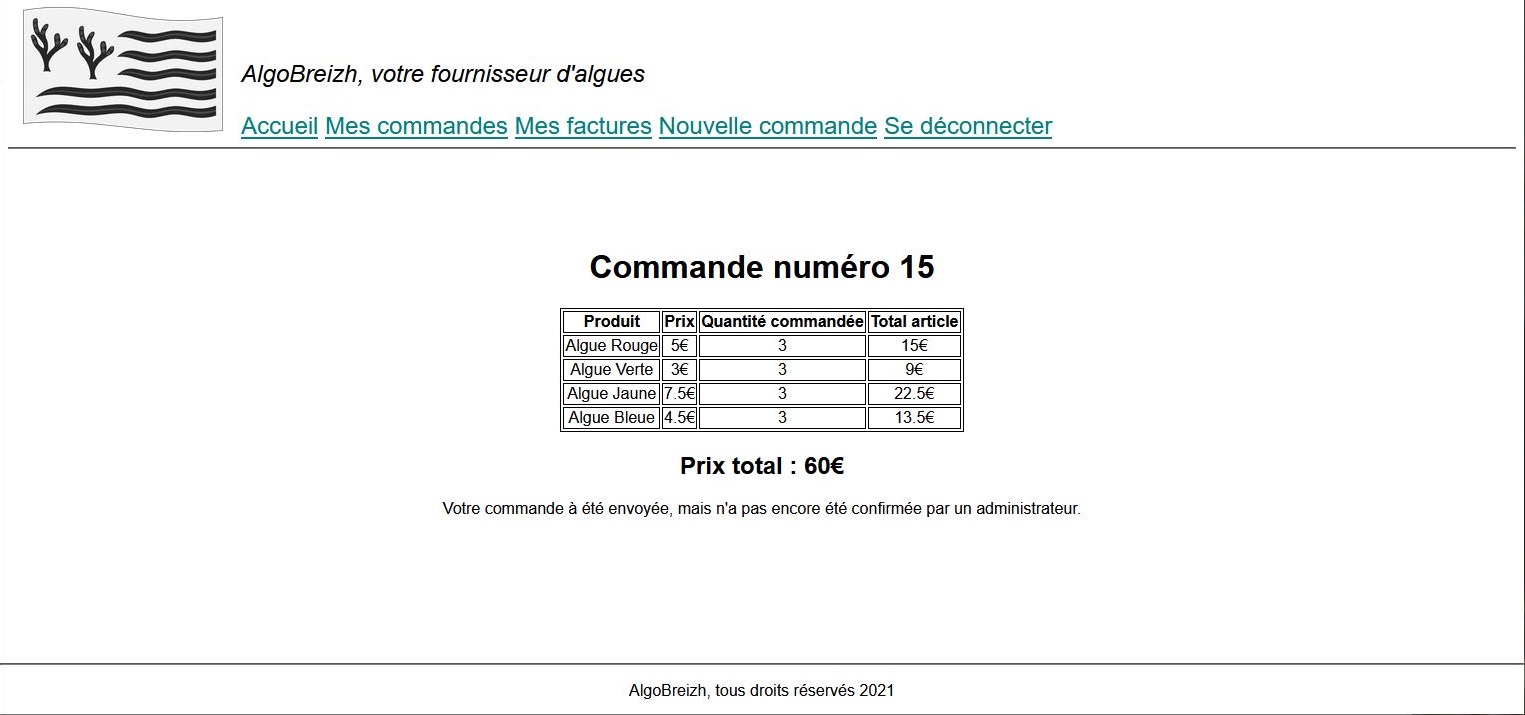 AlgoBreizh, votre fournisseur d'algues
Accueil Mes commandes Mes factures Nouvelle commande Se déconnecter
Commande numéro 15
Produit Prix Quantité commandée Total article
Algue Rouge 5€ 3 15€
Algue Verte 3€ 3 9€
Algue Jaune 7.5€ 3 22.5€
Algue Bleue 4.5€ 3 13.5€
Prix total : 60€
Votre commande à été envoyée, mais n'a pas encore été confirmée par un administrateur.
AlgoBreizh, tous droits réservés 2021